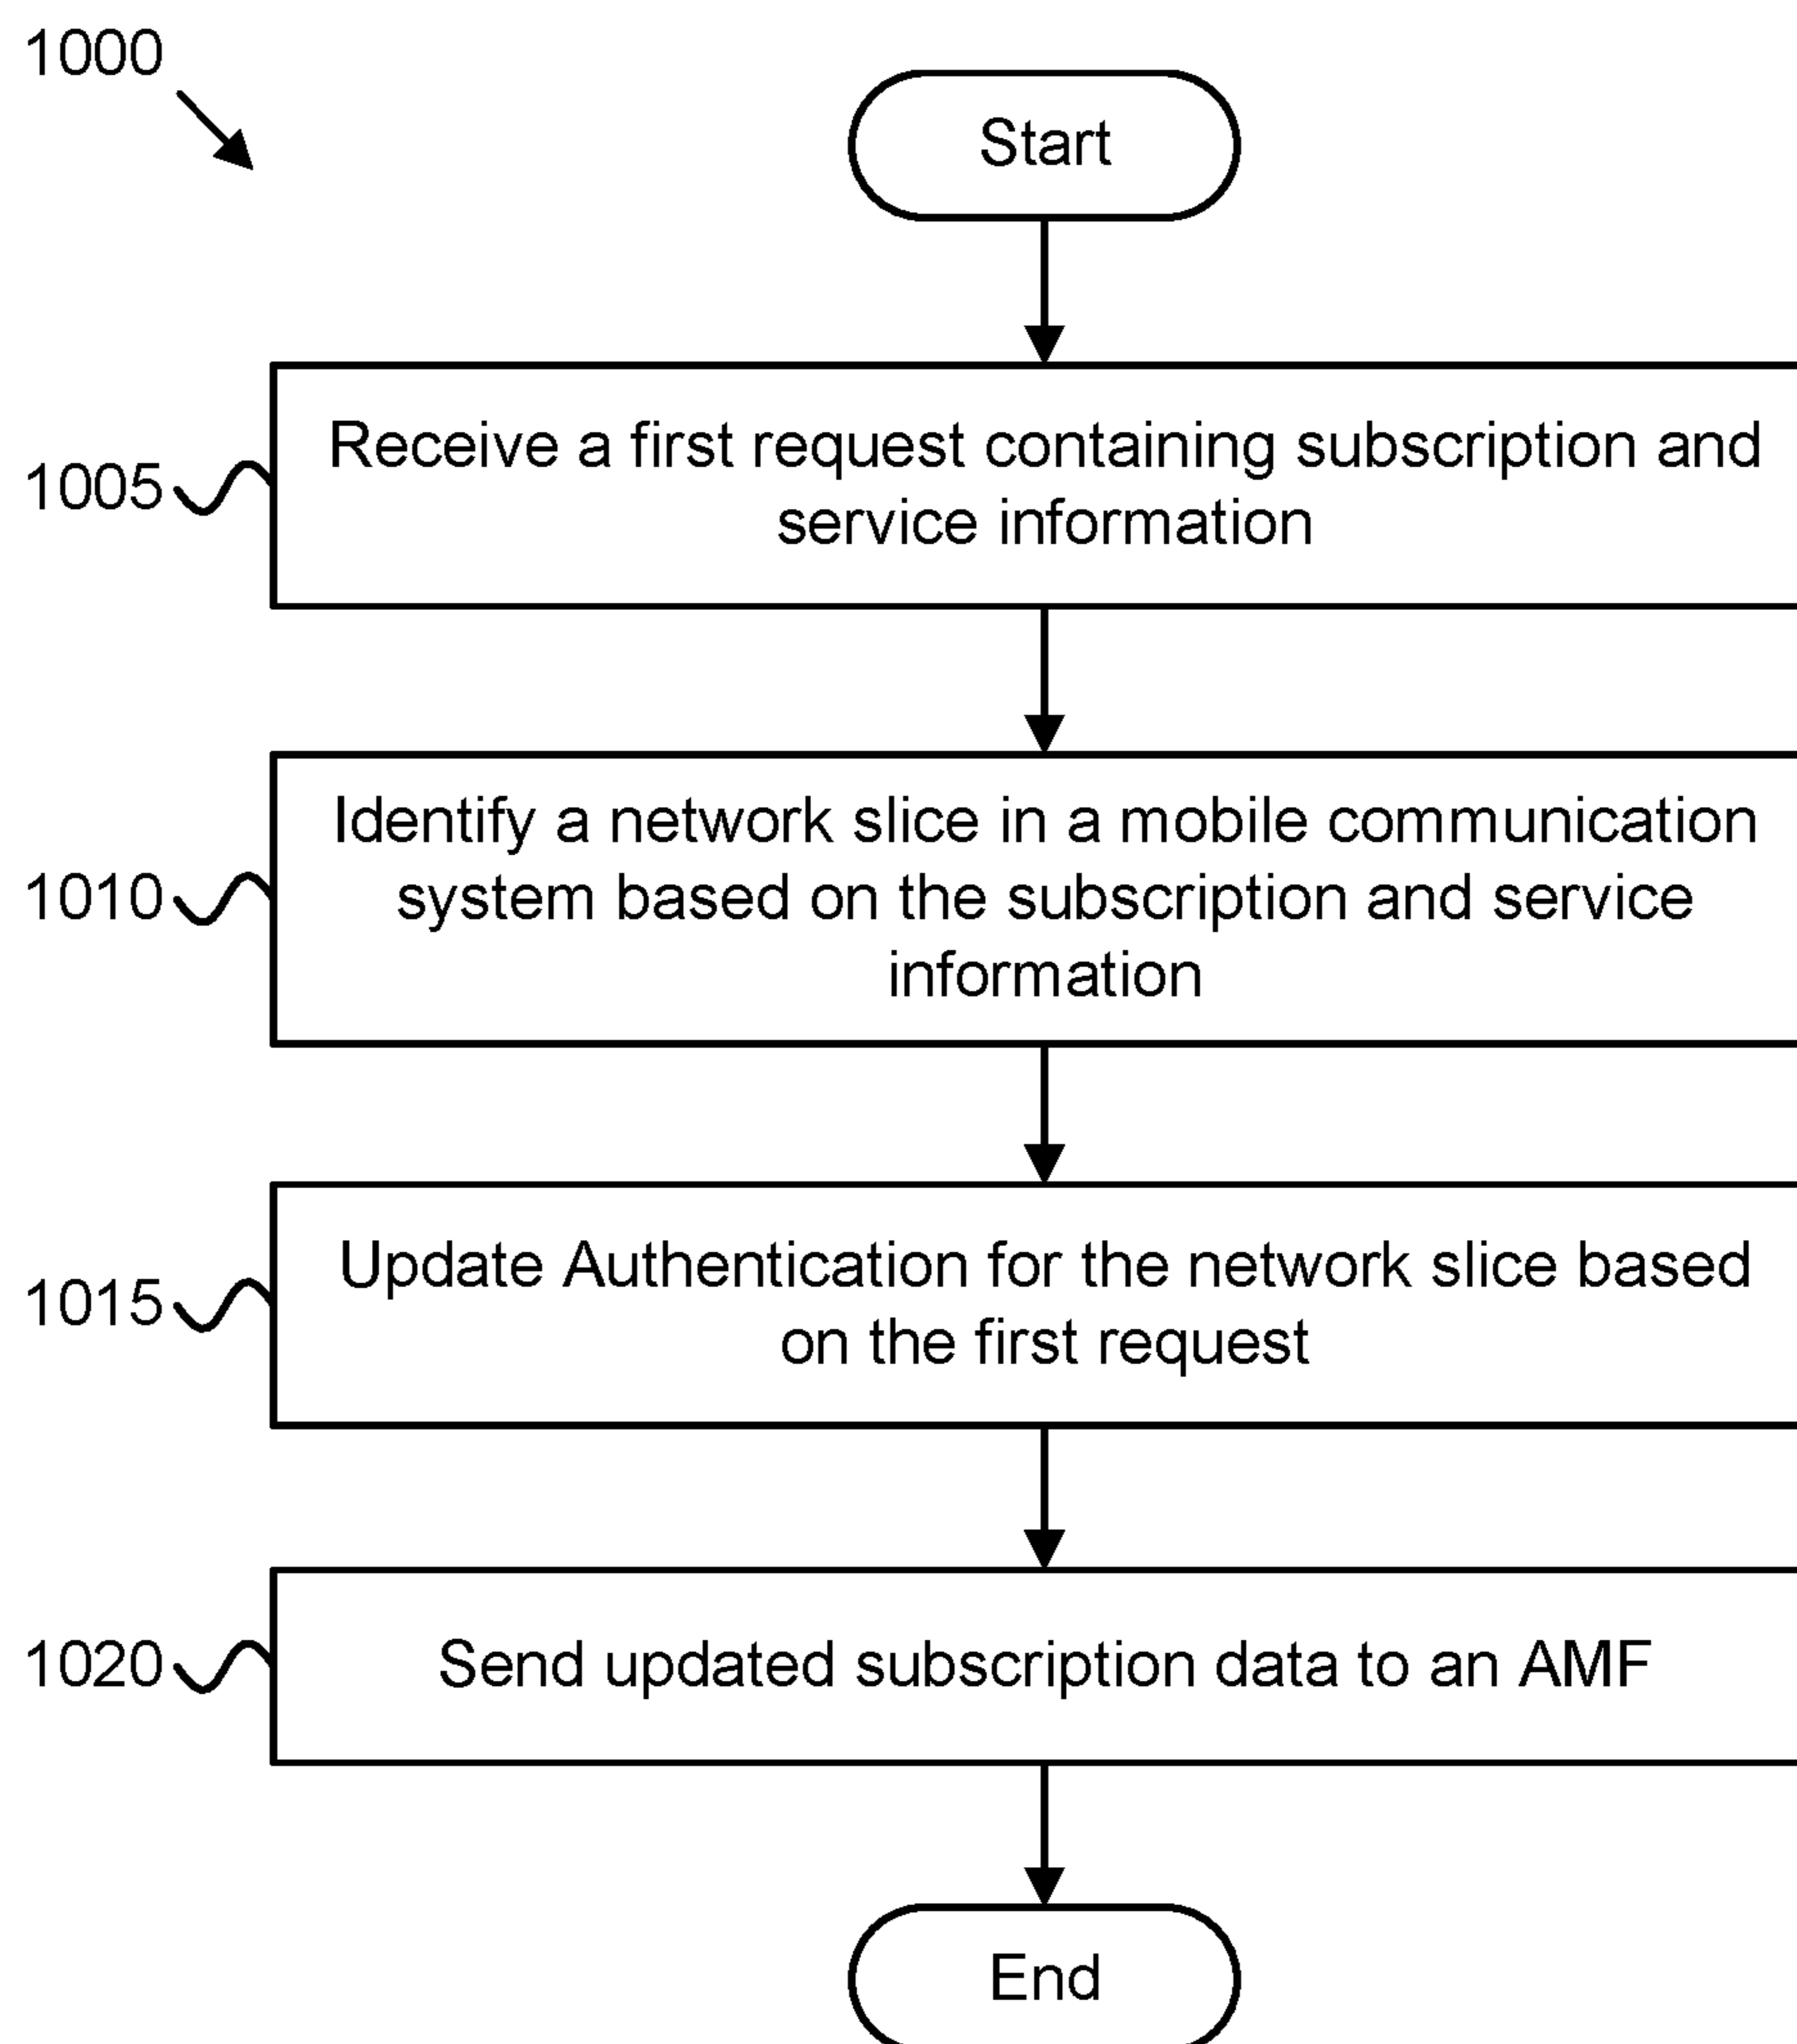 1000
Start
1005
Receive a first request containing subscription and
service information
1010
Identify a network slice in a mobile communication
system based on the subscription and service
information
1015
Update Authentication for the network slice based
on the first request
1020
Send updated subscription data to an AMF
End